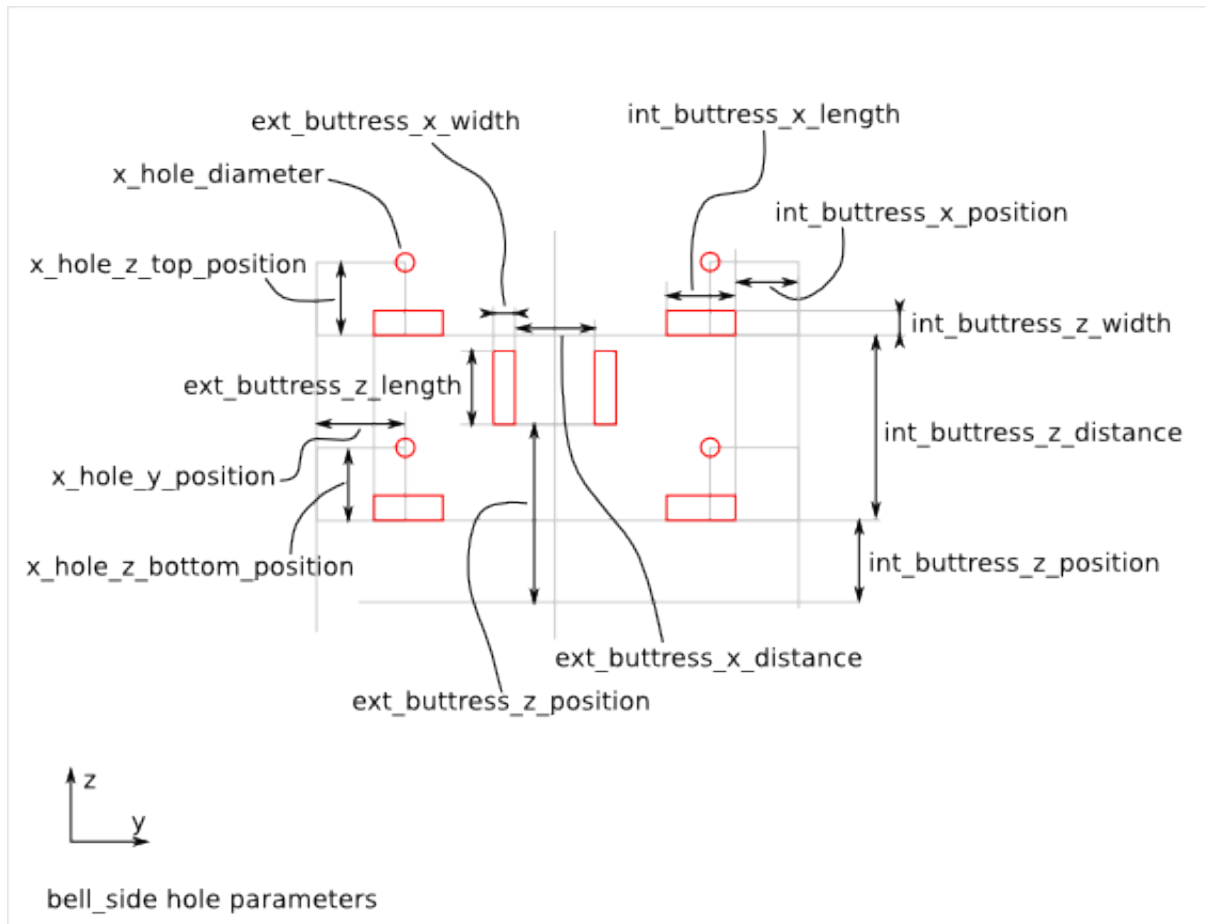 int_buttress_x_length
ext_buttress_x_width
x_hole_diameter
int_buttress_x_position
x_hole_z_top_position
int_buttress_z_width
ext_buttress_z_length
int_buttress_z_distance
x_hole_y_position
x_hole_z_bottom_position
int_buttress_z_position
ext_buttress_x_distance
ext_buttress_z_position
z
y
bell_side hole parameters